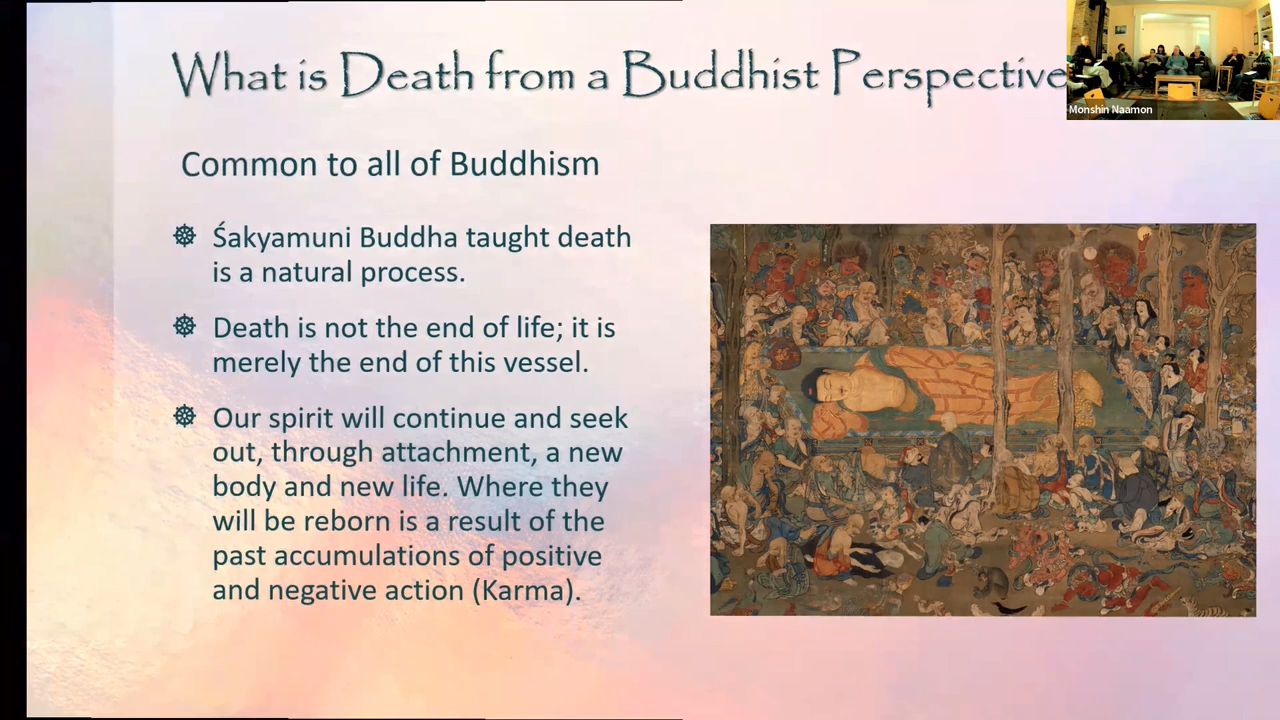 What is Death from a Buddhist Perspective
Monshin Naamon
Common to all of Buddhism
Śakyamuni Buddha taught death
is a natural process.
Death is not the end of life; it is
merely the end of this vessel.
Our spirit will continue and seek
out, through attachment, a new
body and new life. Where they
will be reborn is a result of the
past accumulations of positive
and negative action (Karma).